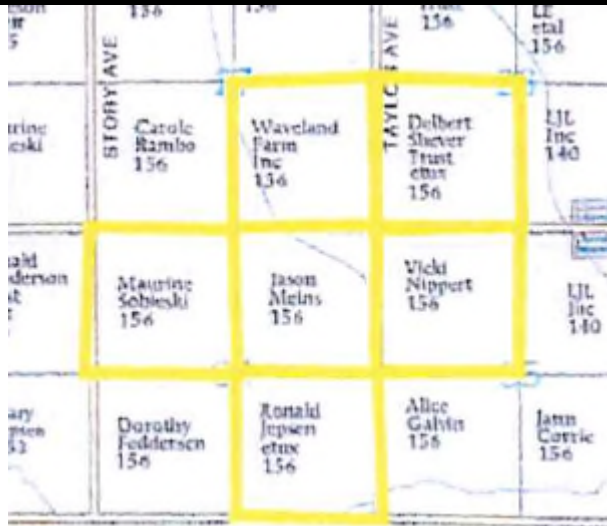 156
156
etal
156
STORY AVE
TAYLOR AVE
Carole
Rambo
156
Waveland
Farm
Inc
156
Delbert
Shever
Trust
etux
156
LJL
Inc
140
Maurine
Sobieski
156
Jason
Meins
156
Vicki
Nippert
156
LJL
Inc
140
Dorothy
Feddersen
156
Ronald
Jepsen
etux
156
Alice
Galvin
156
Jann
Corrie
156